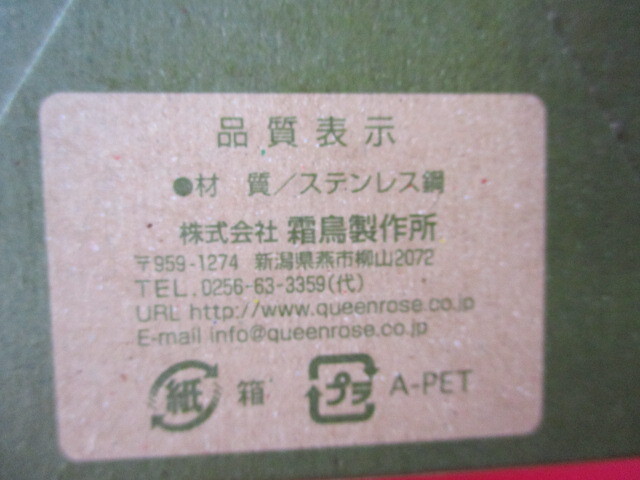 品質表示
●材　質／ステンレス鋼
株式会社 霜鳥製作所
〒959-1274 新潟県燕市柳山2072
TEL.0256-63-3359(代)
URL http://www.queenrose.co.jp
E-mail info@queenrose.co.jp
紙 箱 プラ A-PET